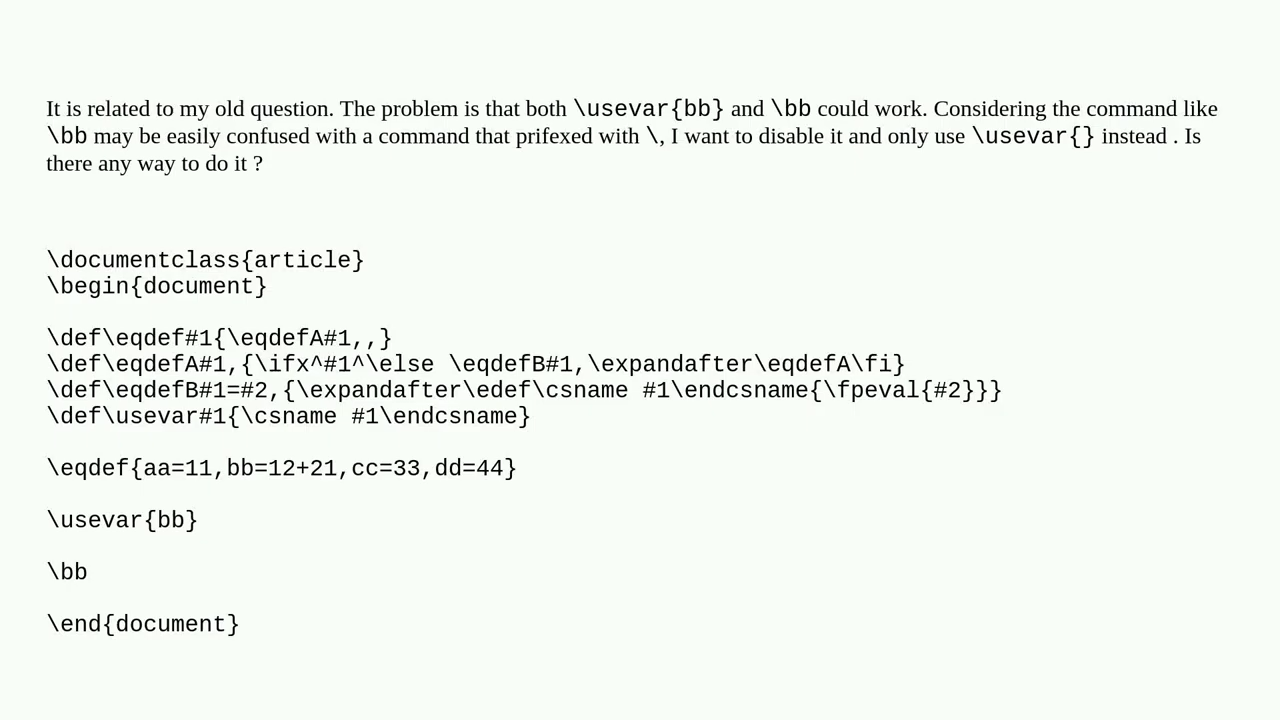 It is related to my old question. The problem is that both \usevar{bb} and \bb could work. Considering the command like
\bb may be easily confused with a command that prifexed with \, I want to disable it and only use \usevar{} instead . Is
there any way to do it ?
\documentclass{article}
\begin{document}
\def\eqdef#1{\eqdefA#1,,}
\def\eqdefA#1,{\ifx^#1^\else \eqdefB#1,\expandafter\eqdefA\fi}
\def\eqdefB#1=#2,{\expandafter\edef\csname #1\endcsname{\fpeval{#2}}}
\def\usevar#1{\csname #1\endcsname}
\eqdef{aa=11,bb=12+21,cc=33,dd=44}
\usevar{bb}
\bb
\end{document}